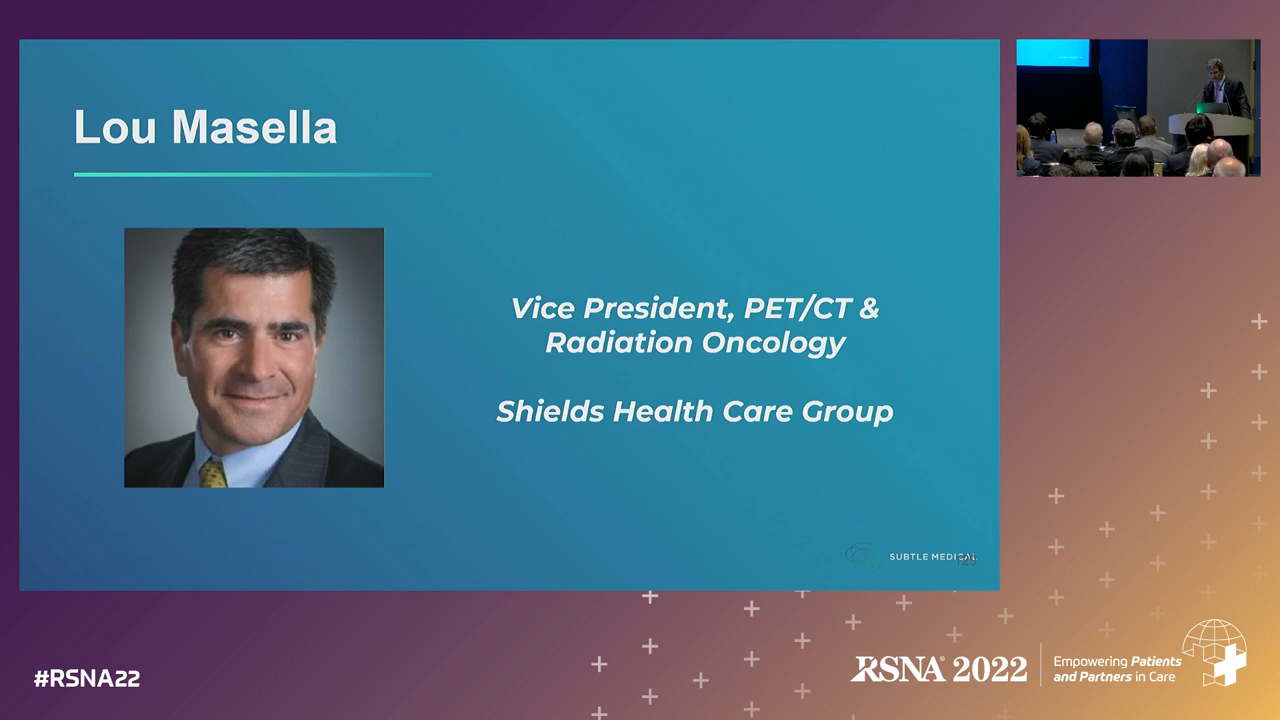 Lou Masella
Vice President, PET/CT &
Radiation Oncology
Shields Health Care Group
SUBTLE MEDICAL
129
#RSNA22
RSNA® 2022
Empowering Patients
and Partners in Care